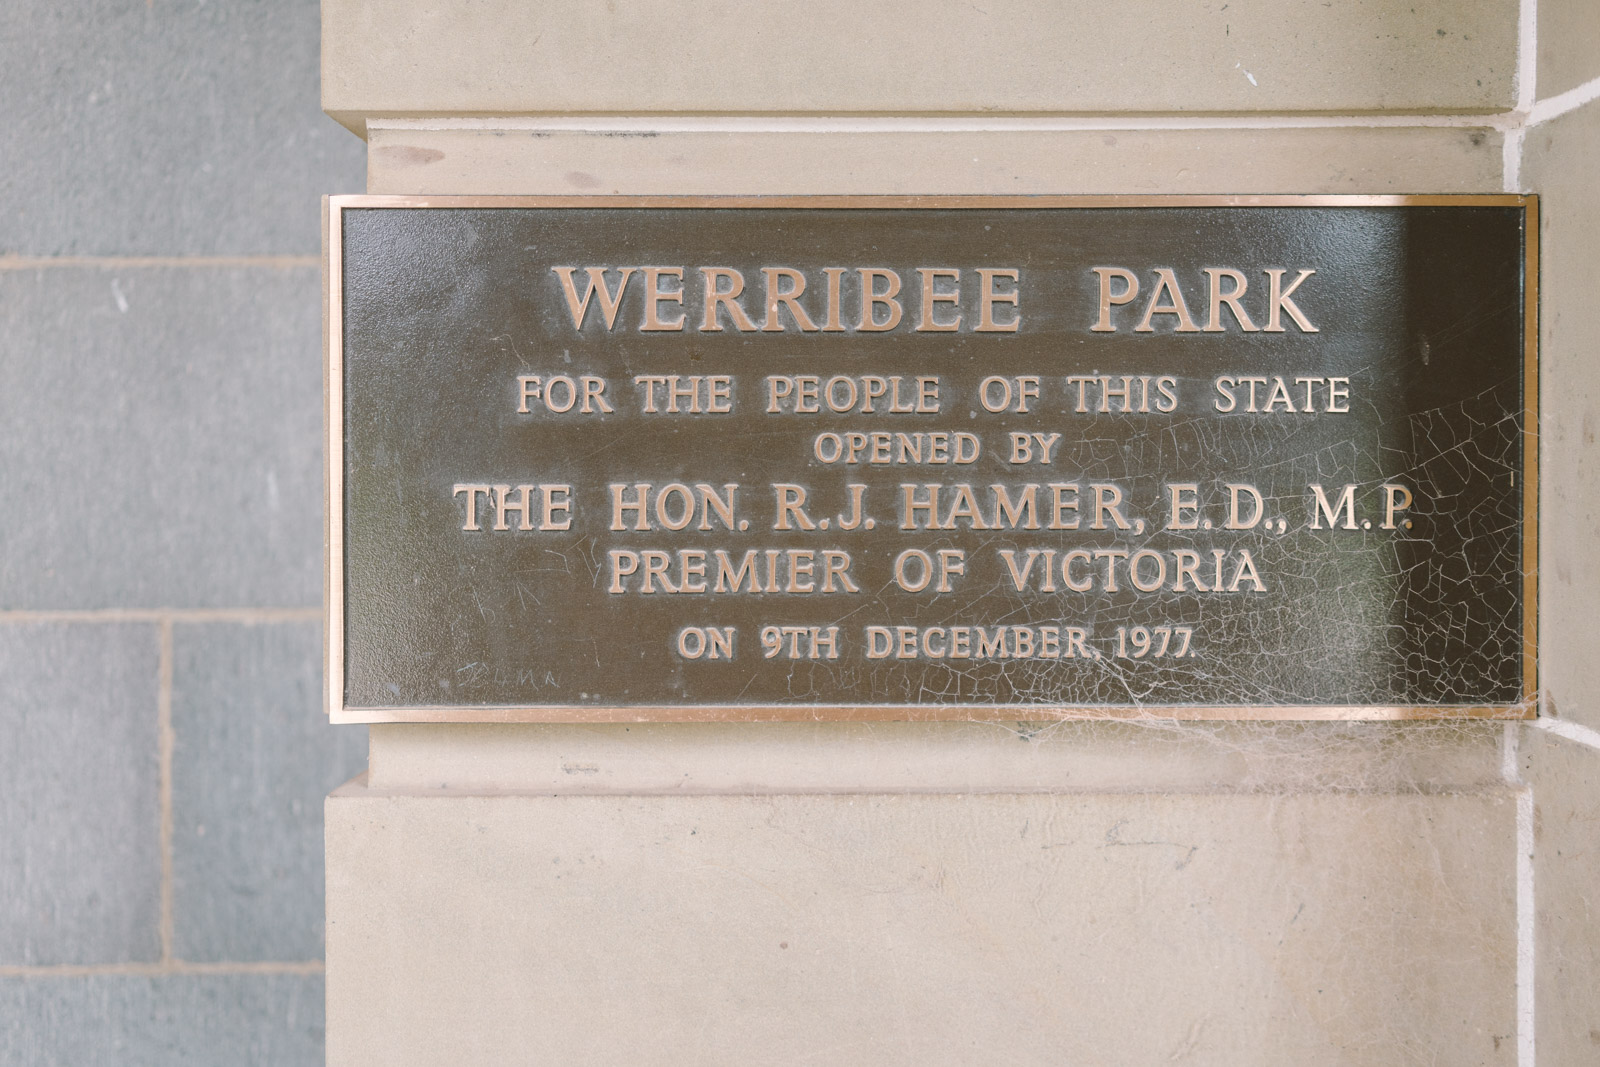 WERRIBEE PARK
FOR THE PEOPLE OF THIS STATE
OPENED BY
THE HON. R.J. HAMER, E.D., M.P.
PREMIER OF VICTORIA
ON 9TH DECEMBER, 1977.